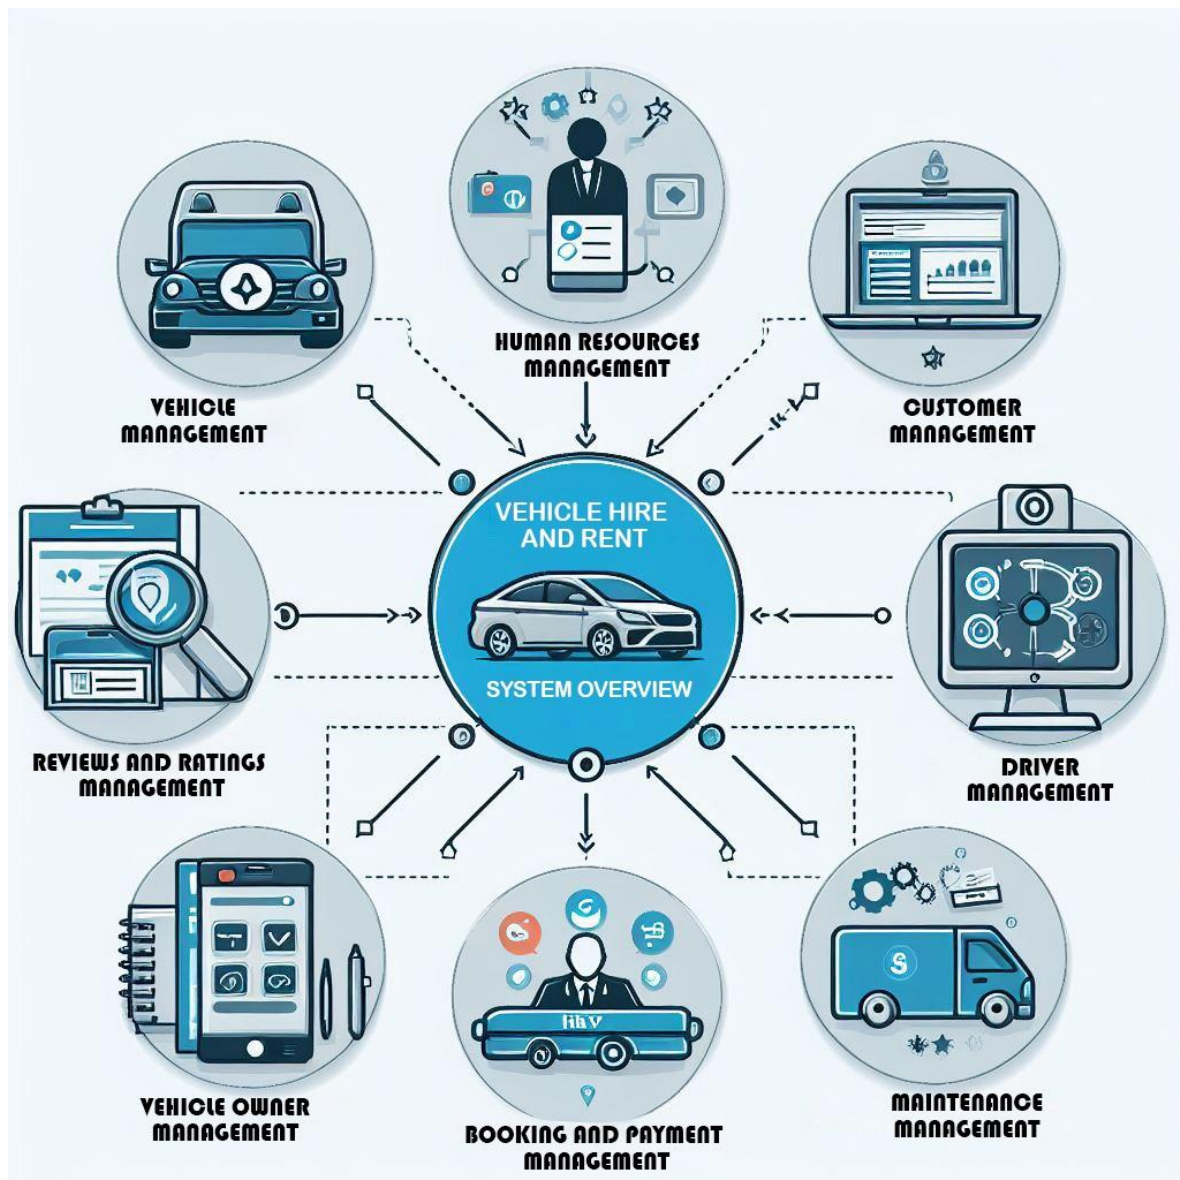 HUMAN RESOURCES
MANAGEMENT
VEHICLE
MANAGEMENT
CUSTOMER
MANAGEMENT
VEHICLE HIRE
AND RENT
SYSTEM OVERVIEW
REVIEWS AND RATINGS
MANAGEMENT
DRIVER
MANAGEMENT
S
VEHICLE OWNER
MANAGEMENT
BOOKING AND PAYMENT
MANAGEMENT
MAINTENANCE
MANAGEMENT